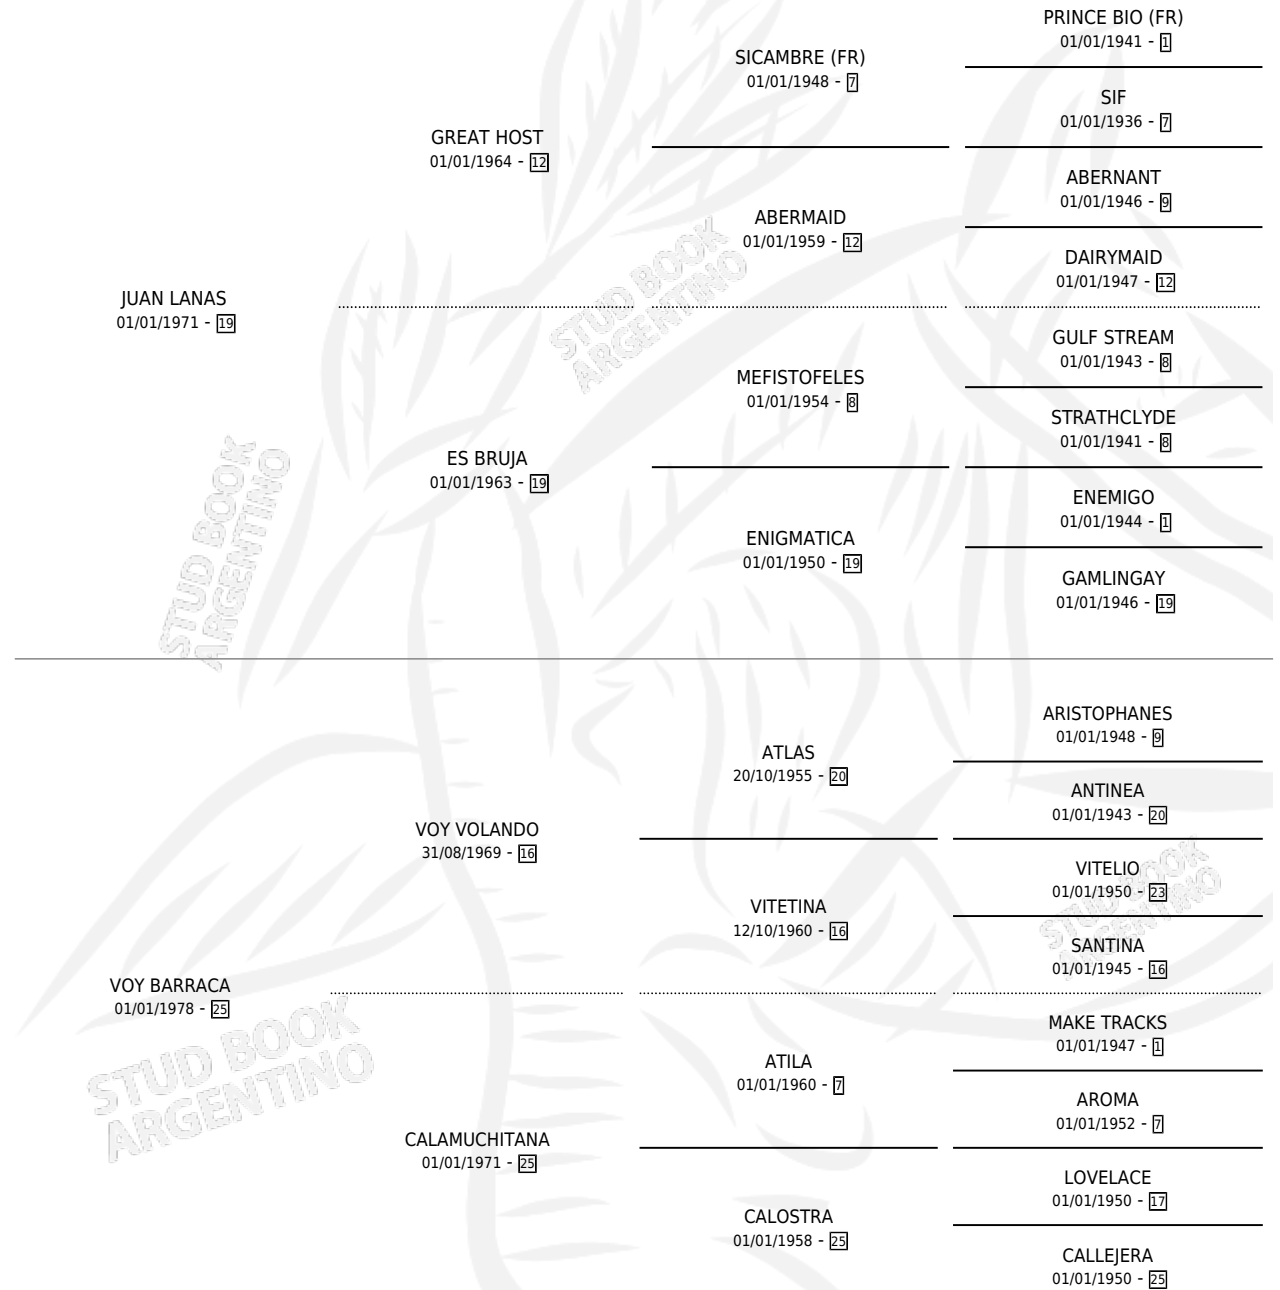 PRINCE BIO (FR)
01/01/1941 - 1
SICAMBRE (FR)
01/01/1948 - 7
SIF
01/01/1936 - 7
GREAT HOST
01/01/1964 - 12
ABERNANT
01/01/1946 - 9
ABERMAID
01/01/1959 - 12
DAIRYMAID
01/01/1947 - 12
JUAN LANAS
01/01/1971 - 19
STUD BOOK
ARGENTINO
GULF STREAM
01/01/1943 - 8
MEFISTOFELES
01/01/1954 - 8
STRATHCLYDE
01/01/1941 - 8
ES BRUJA
01/01/1963 - 19
ENEMIGO
01/01/1944 - 1
ENIGMATICA
01/01/1950 - 19
GAMLINGAY
01/01/1946 - 19
STUD BOOK
ARGENTINO
ARISTOPHANES
01/01/1948 - 9
ATLAS
20/10/1955 - 20
ANTINEA
01/01/1943 - 20
VOY VOLANDO
31/08/1969 - 16
VITELIO
01/01/1950 - 23
VITETINA
12/10/1960 - 16
SANTINA
01/01/1945 - 16
STUD BOOK
ARGENTINO
VOY BARRACA
01/01/1978 - 25
MAKE TRACKS
01/01/1947 - 1
ATILA
01/01/1960 - 7
AROMA
01/01/1952 - 7
STUD BOOK
ARGENTINO
CALAMUCHITANA
01/01/1971 - 25
LOVELACE
01/01/1950 - 17
CALOSTRA
01/01/1958 - 25
CALLEJERA
01/01/1950 - 25